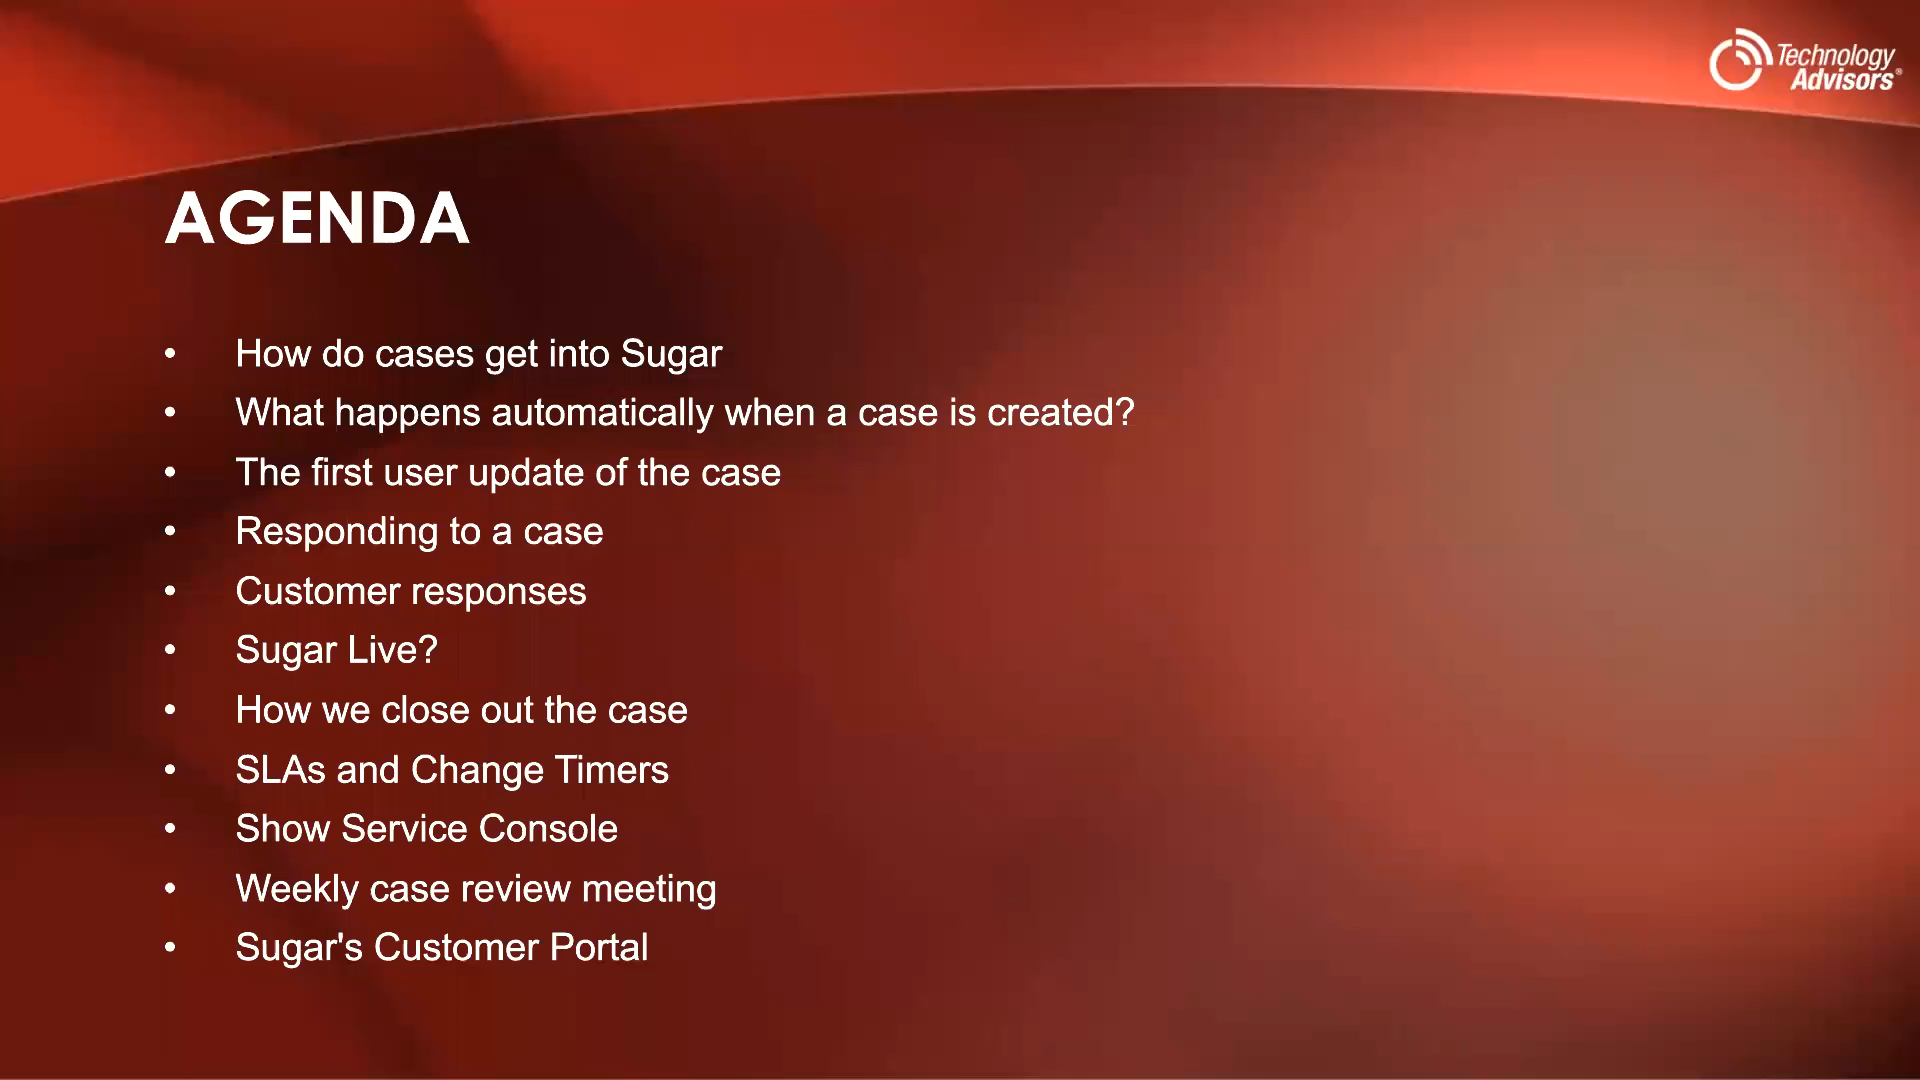 Technology
Advisors®
AGENDA
• How do cases get into Sugar
• What happens automatically when a case is created?
• The first user update of the case
• Responding to a case
• Customer responses
• Sugar Live?
• How we close out the case
• SLAs and Change Timers
• Show Service Console
• Weekly case review meeting
• Sugar's Customer Portal